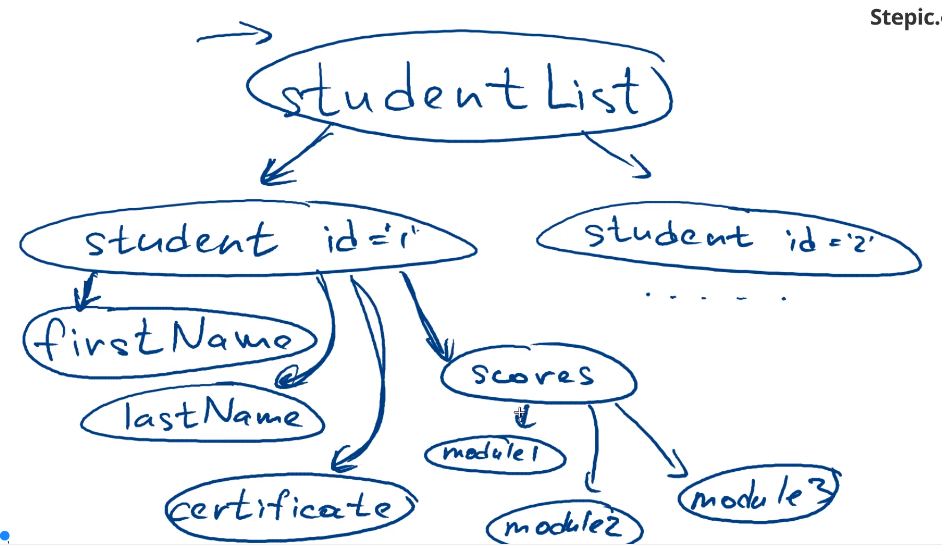 Stepic.
studentList
student id='1'
student id='2'
firstName
scores
lastName
module1
certificate
module2
module3